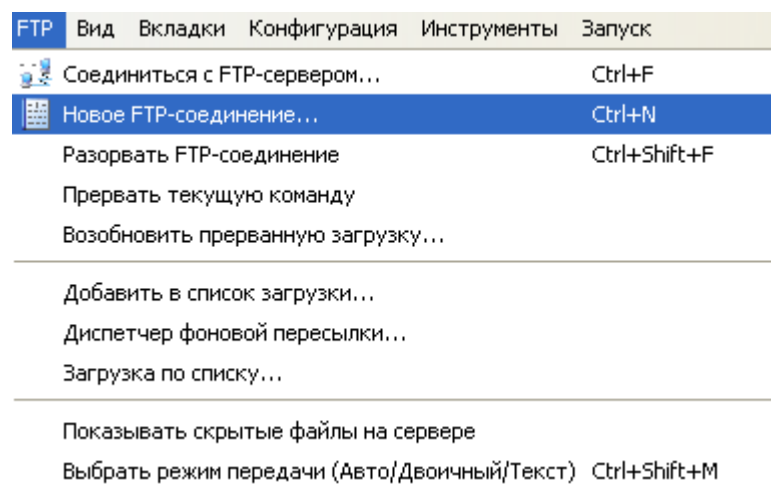 FTP Вид Вкладки Конфигурация Инструменты Запуск
Соединиться с FTP-сервером... Ctrl+F
Новое FTP-соединение... Ctrl+N
Разорвать FTP-соединение Ctrl+Shift+F
Прервать текущую команду
Возобновить прерванную загрузку...
Добавить в список загрузки...
Диспетчер фоновой пересылки...
Загрузка по списку...
Показывать скрытые файлы на сервере
Выбрать режим передачи (Авто/Двоичный/Текст) Ctrl+Shift+M